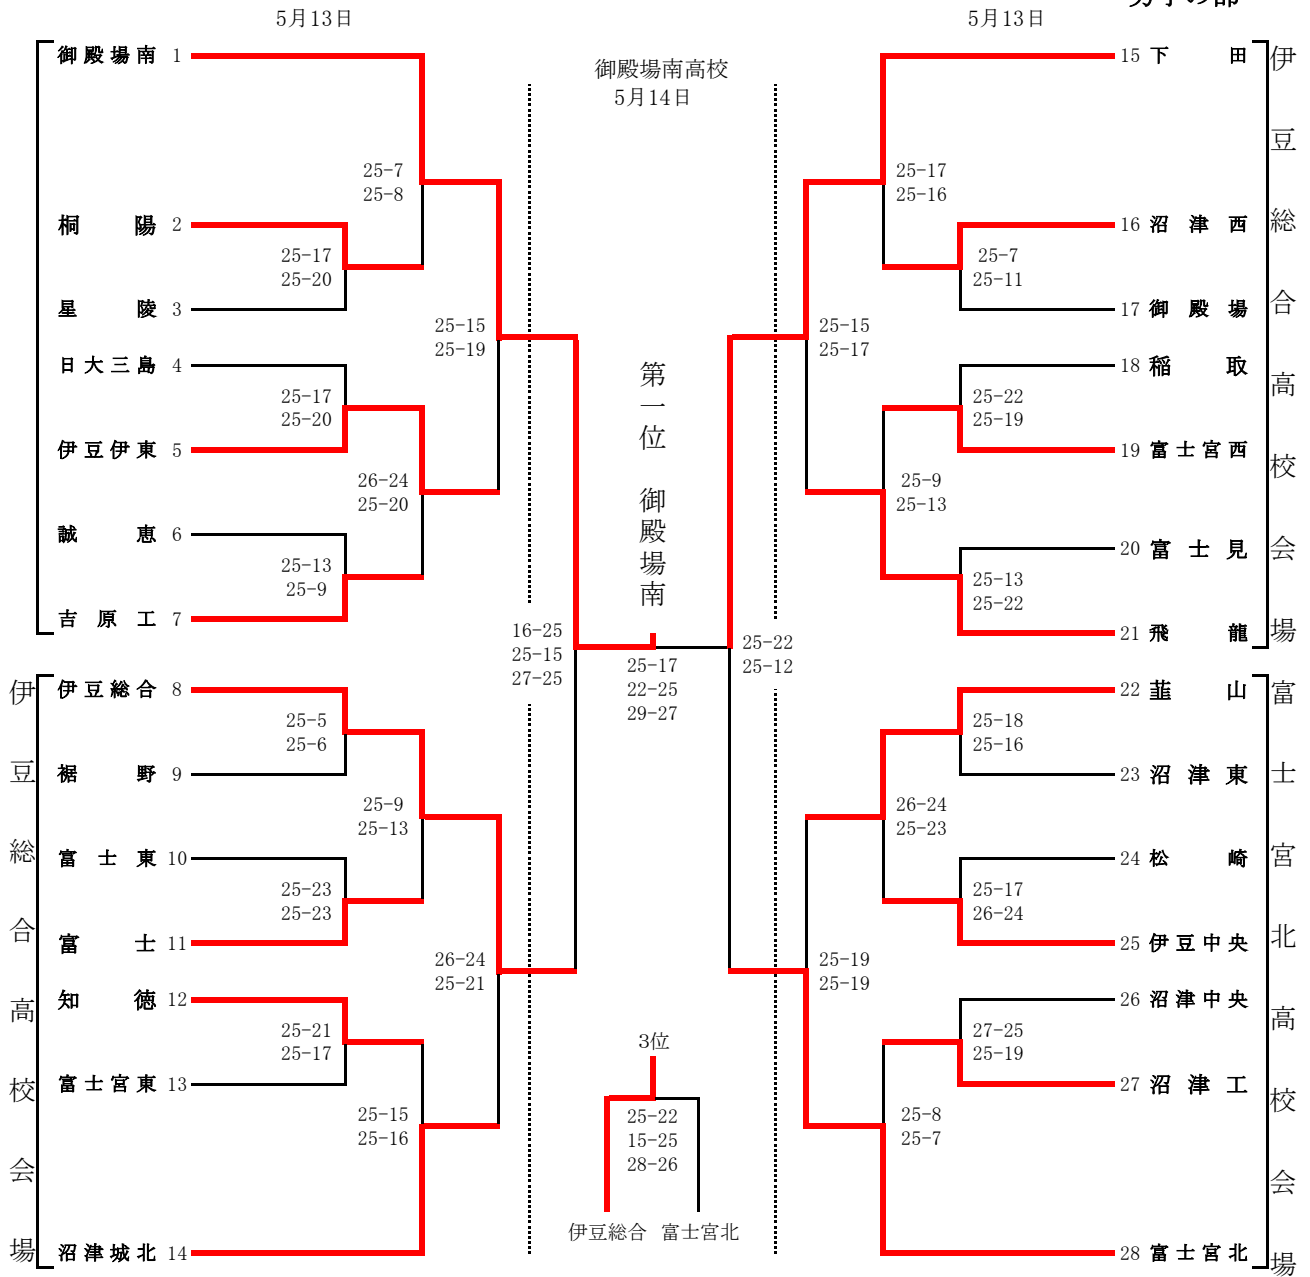 男子の部
5月13日
5月13日
御殿場南高校
5月14日
御殿場南 1
桐陽 2
星陵 3
日大三島 4
伊豆伊東 5
誠恵 6
吉原工 7
伊豆総合 8
裾野 9
富士東 10
富士 11
知徳 12
富士宮東 13
沼津城北 14
伊豆総合高校会場
25-7
25-8
25-17
25-20
25-15
25-19
25-17
25-20
26-24
25-20
25-13
25-9
25-5
25-6
25-9
25-13
25-23
25-23
26-24
25-21
25-21
25-17
25-15
25-16
16-25
25-15
27-25
第一位 御殿場南
25-17
22-25
29-27
25-22
25-12
3位
25-22
15-25
28-26
伊豆総合 富士宮北
25-17
25-16
25-7
25-11
25-15
25-17
25-22
25-19
25-9
25-13
25-13
25-22
25-18
25-16
26-24
25-23
25-17
26-24
25-19
25-19
27-25
25-19
25-8
25-7
15 下田
16 沼津西
17 御殿場
18 稲取
19 富士宮西
20 富士見
21 飛龍
22 韮山
23 沼津東
24 松崎
25 伊豆中央
26 沼津中央
27 沼津工
28 富士宮北
伊豆総合高校会場
富士宮北高校会場